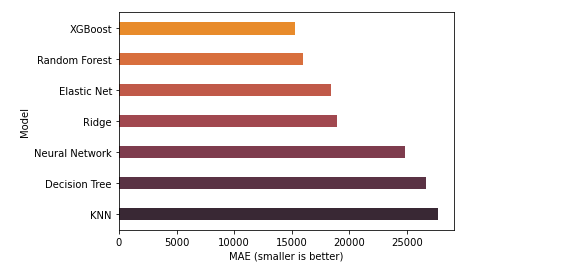 XGBoost
Random Forest
Elastic Net
Ridge
Neural Network
Decision Tree
KNN
Model
0 5000 10000 15000 20000 25000
MAE (smaller is better)